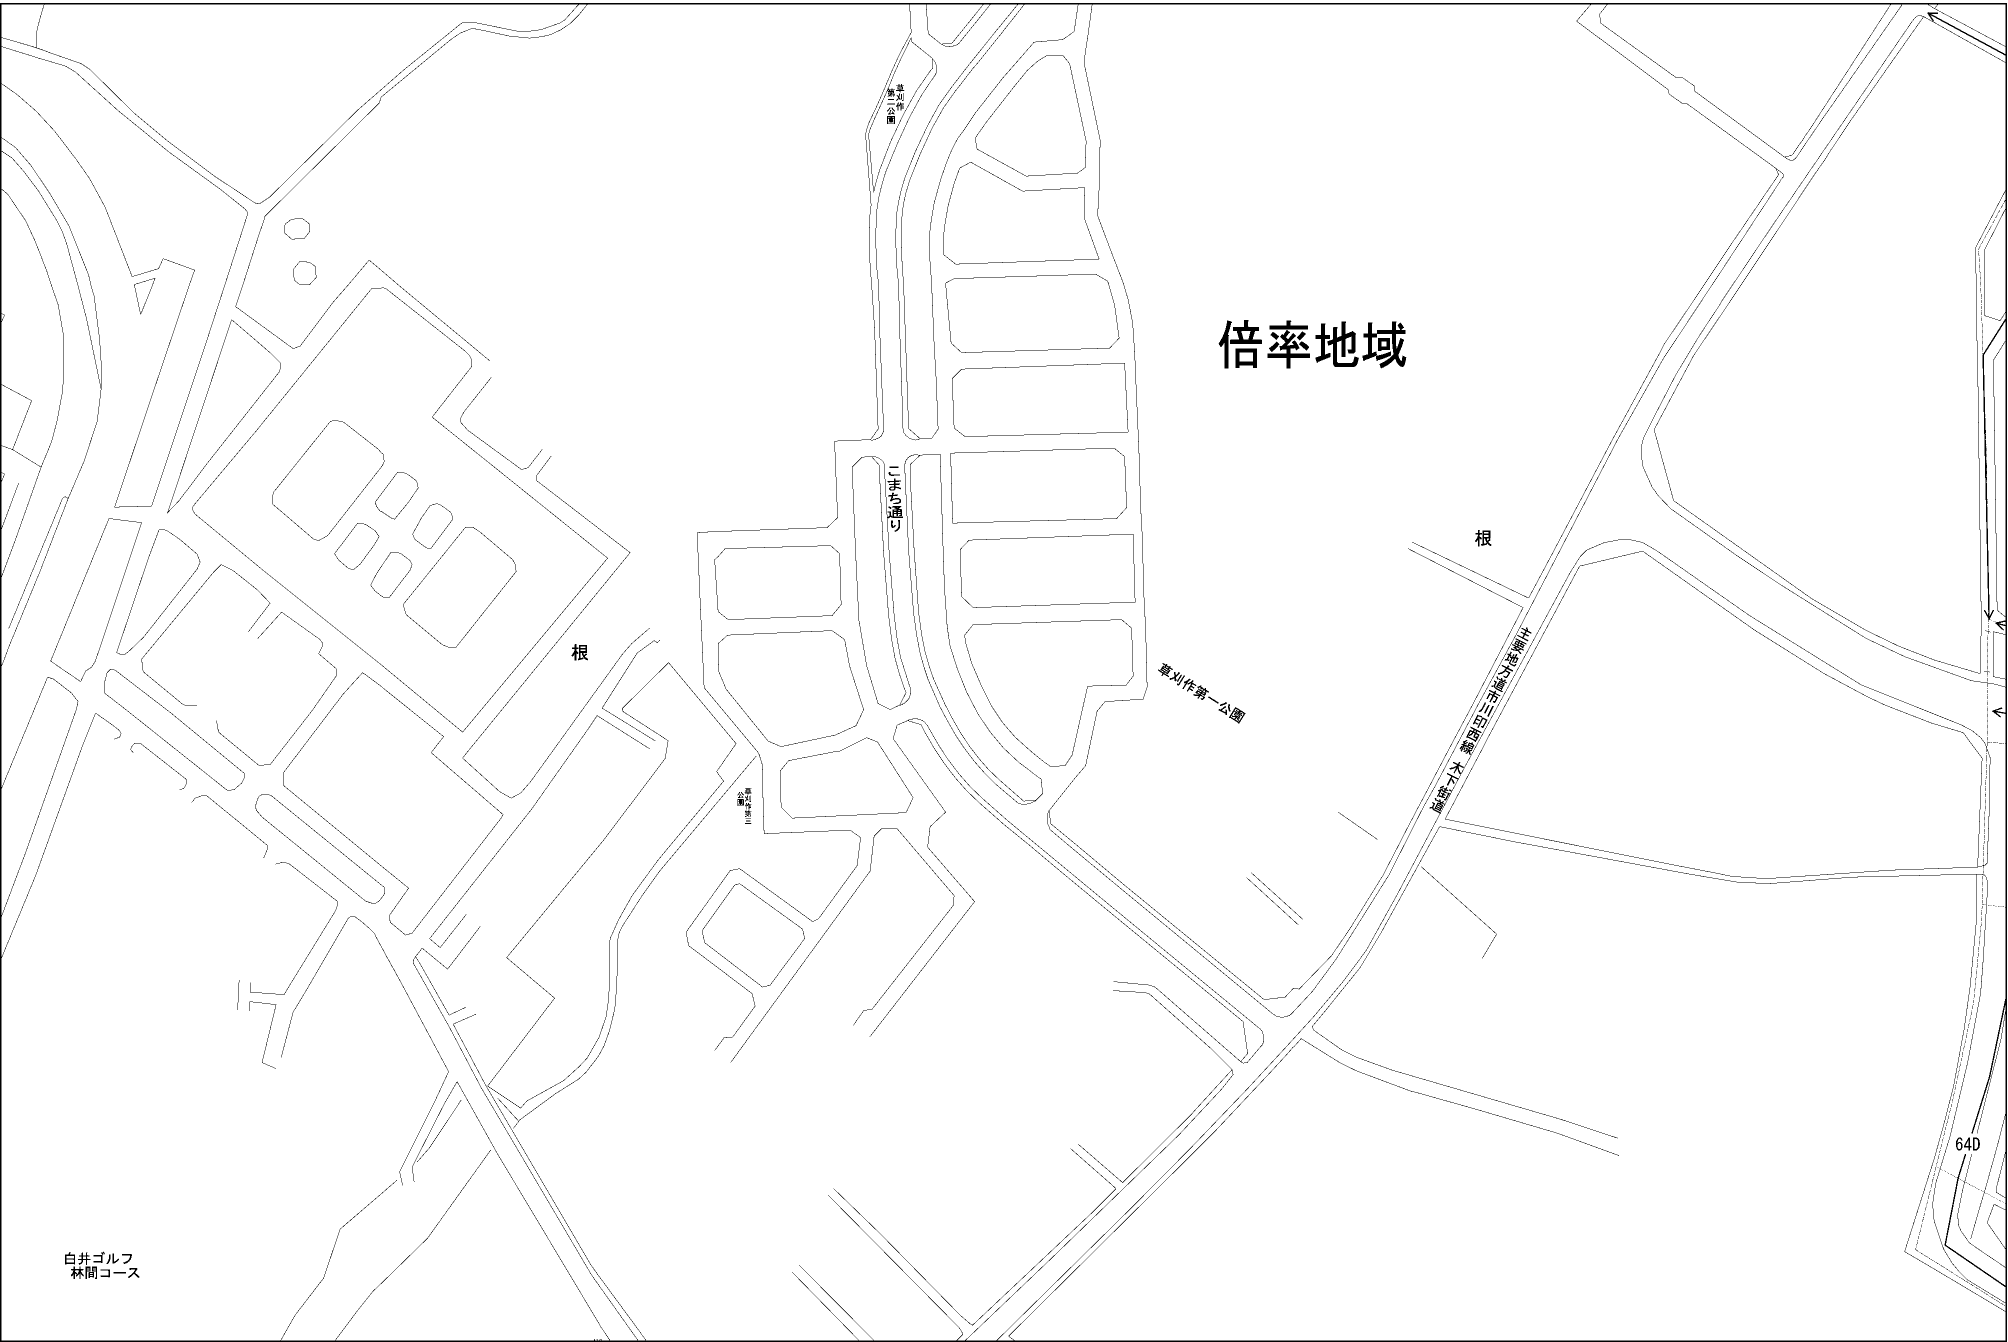 草刈作
第二公園
倍率地域
こまち通り
根
根
主要地方道市川印西線 木下街道
草刈作第一公園
草刈作第三
公園
64D
白井ゴルフ
林間コース